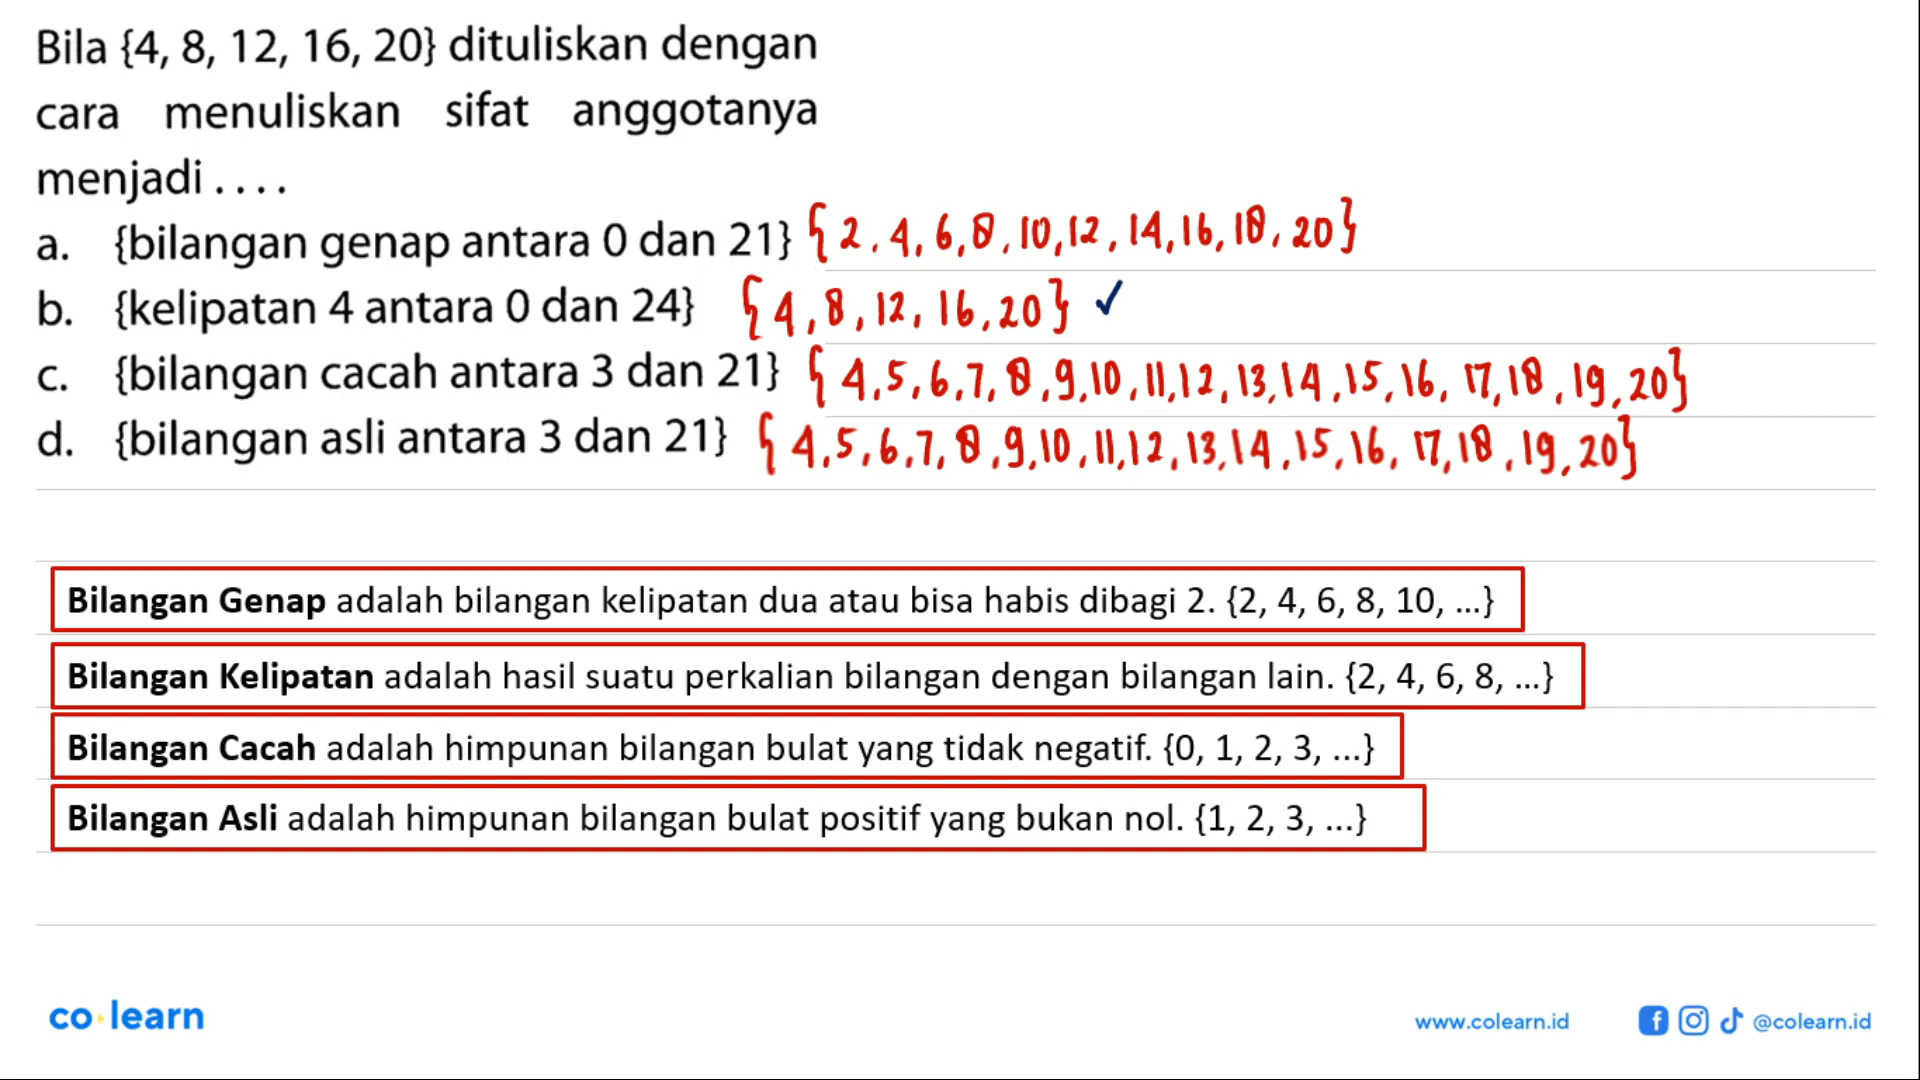 Bila {4, 8, 12, 16, 20} dituliskan dengan
cara menuliskan sifat anggotanya
menjadi . . . .
a. {bilangan genap antara 0 dan 21} {2, 4, 6, 8, 10, 12, 14, 16, 18, 20}
b. {kelipatan 4 antara 0 dan 24} {4, 8, 12, 16, 20} ✓
c. {bilangan cacah antara 3 dan 21} {4, 5, 6, 7, 8, 9, 10, 11, 12, 13, 14, 15, 16, 17, 18, 19, 20}
d. {bilangan asli antara 3 dan 21} {4, 5, 6, 7, 8, 9, 10, 11, 12, 13, 14, 15, 16, 17, 18, 19, 20}
Bilangan Genap adalah bilangan kelipatan dua atau bisa habis dibagi 2. {2, 4, 6, 8, 10, ...}
Bilangan Kelipatan adalah hasil suatu perkalian bilangan dengan bilangan lain. {2, 4, 6, 8, ...}
Bilangan Cacah adalah himpunan bilangan bulat yang tidak negatif. {0, 1, 2, 3, ...}
Bilangan Asli adalah himpunan bilangan bulat positif yang bukan nol. {1, 2, 3, ...}
co learn
www.colearn.id @colearn.id